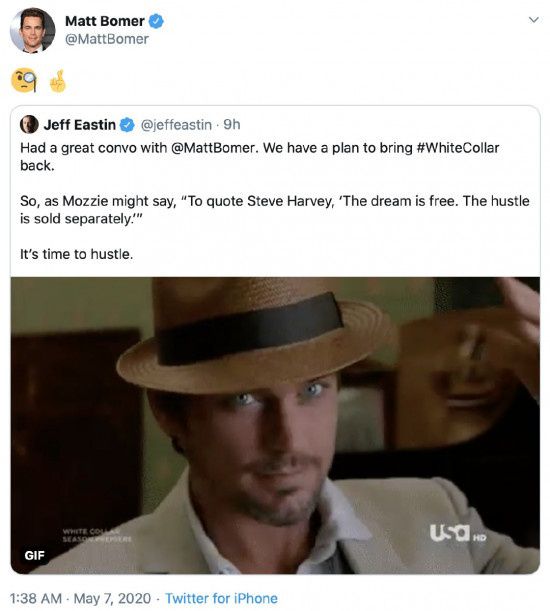 Matt Bomer
@MattBomer
🧐🤞
Jeff Eastin @jeffeastin · 9h
Had a great convo with @MattBomer. We have a plan to bring #WhiteCollar
back.
So, as Mozzie might say, “To quote Steve Harvey, ‘The dream is free. The hustle
is sold separately.’”
It’s time to hustle.
WHITE COLLAR
SEASON PREMIERE
usa HD
GIF
1:38 AM · May 7, 2020 · Twitter for iPhone